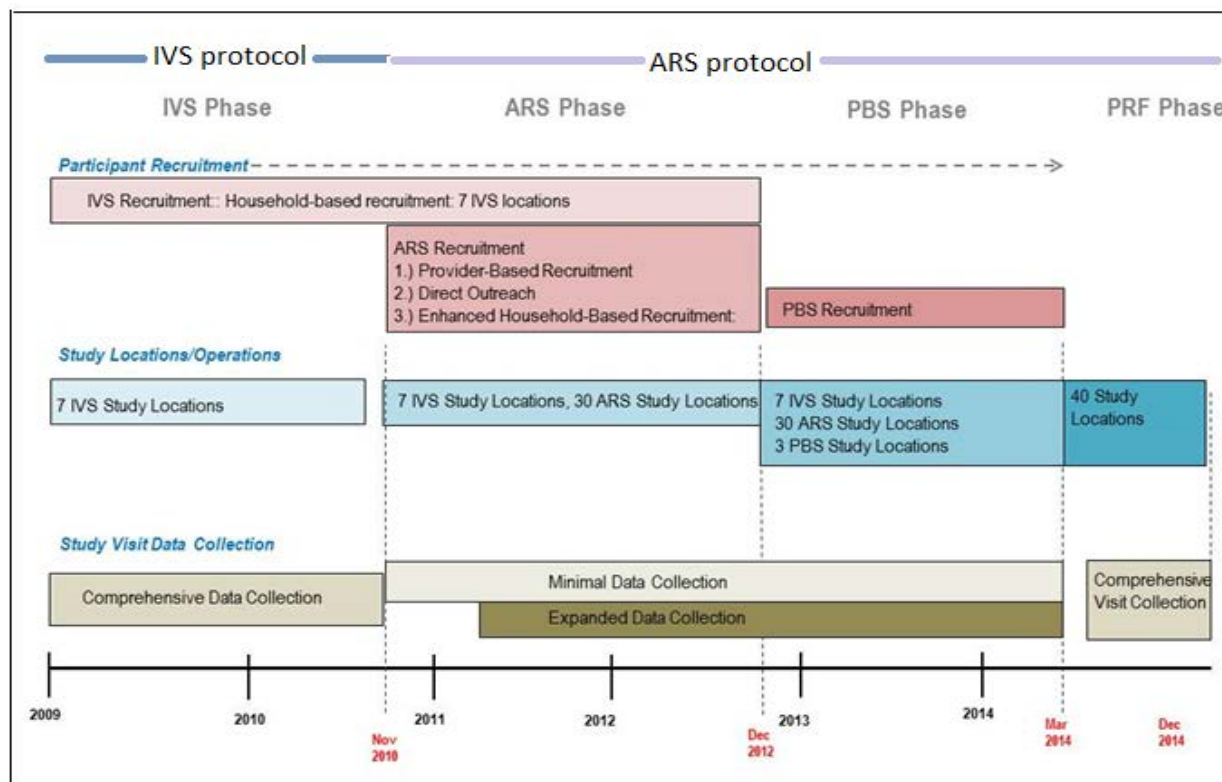 IVS protocol
ARS protocol
IVS Phase
ARS Phase
PBS Phase
PRF Phase
Participant Recruitment
IVS Recruitment:: Household-based recruitment: 7 IVS locations
ARS Recruitment
1.) Provider-Based Recruitment
2.) Direct Outreach
3.) Enhanced Household-Based Recruitment:
PBS Recruitment
Study Locations/Operations
7 IVS Study Locations
7 IVS Study Locations, 30 ARS Study Locations
7 IVS Study Locations
30 ARS Study Locations
3 PBS Study Locations
40 Study
Locations
Study Visit Data Collection
Comprehensive Data Collection
Minimal Data Collection
Expanded Data Collection
Comprehensive
Visit Collection
2009
2010
2011
2012
2013
2014
Nov
2010
Dec
2012
Mar
2014
Dec
2014